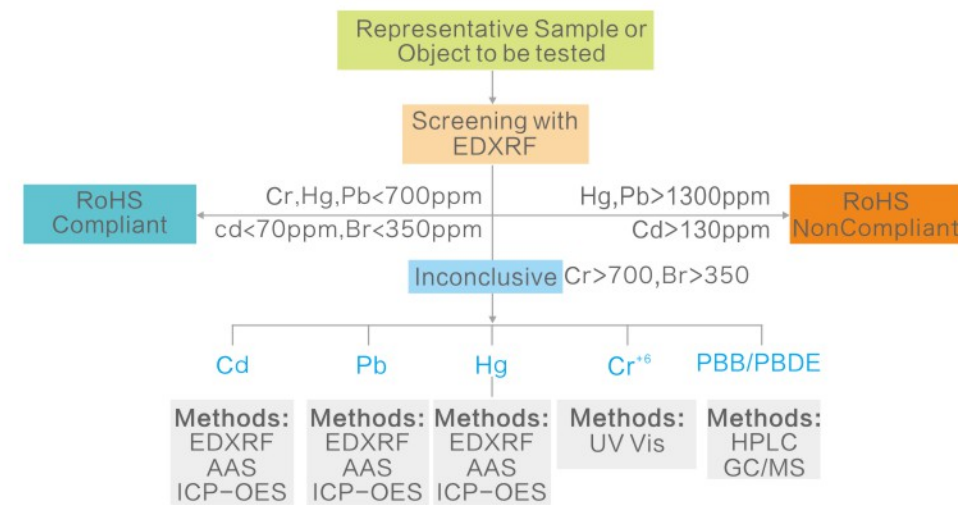 Representative Sample or
Object to be tested
Screening with
EDXRF
RoHS
Compliant
Cr,Hg,Pb<700ppm
cd<70ppm,Br<350ppm
Hg,Pb>1300ppm
Cd>130ppm
RoHS
NonCompliant
Inconclusive
Cr>700,Br>350
Cd
Pb
Hg
Cr⁺⁶
PBB/PBDE
Methods:
EDXRF
AAS
ICP-OES
Methods:
EDXRF
AAS
ICP-OES
Methods:
EDXRF
AAS
ICP-OES
Methods:
UV Vis
Methods:
HPLC
GC/MS